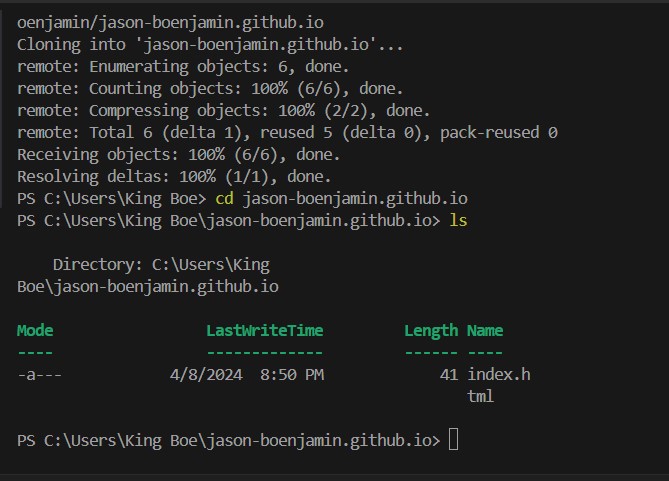 oenjamin/jason-boenjamin.github.io
Cloning into 'jason-boenjamin.github.io'...
remote: Enumerating objects: 6, done.
remote: Counting objects: 100% (6/6), done.
remote: Compressing objects: 100% (2/2), done.
remote: Total 6 (delta 1), reused 5 (delta 0), pack-reused 0
Receiving objects: 100% (6/6), done.
Resolving deltas: 100% (1/1), done.
PS C:\Users\King Boe> cd jason-boenjamin.github.io
PS C:\Users\King Boe\jason-boenjamin.github.io> ls
Directory: C:\Users\King
Boe\jason-boenjamin.github.io
Mode LastWriteTime Length Name
---- ------------- ------ ----
-a--- 4/8/2024 8:50 PM 41 index.h
tml
PS C:\Users\King Boe\jason-boenjamin.github.io>